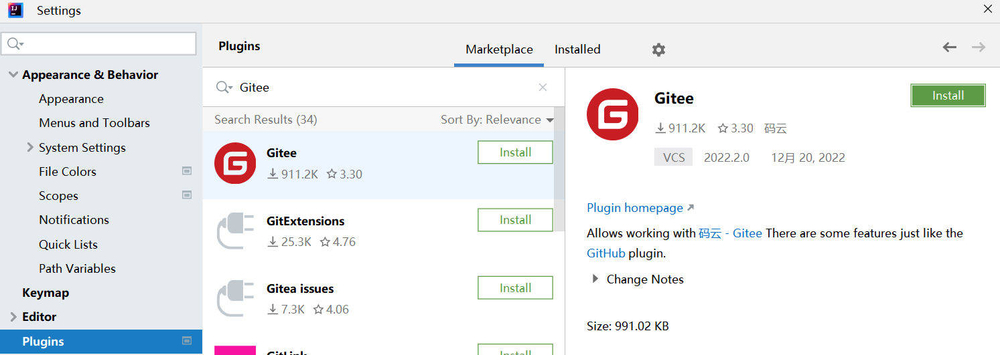 Settings
Appearance & Behavior
Appearance
Menus and Toolbars
System Settings
File Colors
Scopes
Notifications
Quick Lists
Path Variables
Keymap
Editor
Plugins
Plugins
Marketplace
Installed
Gitee
Search Results (34)
Sort By: Relevance
Gitee
Install
911.2K
3.30
GitExtensions
Install
25.3K
4.76
Gitea issues
Install
7.3K
4.06
GitLink
Install
Gitee
Install
911.2K
3.30
码云
VCS
2022.2.0
12月 20, 2022
Plugin homepage
Allows working with 码云 - Gitee There are some features just like the
GitHub plugin.
Change Notes
Size: 991.02 KB